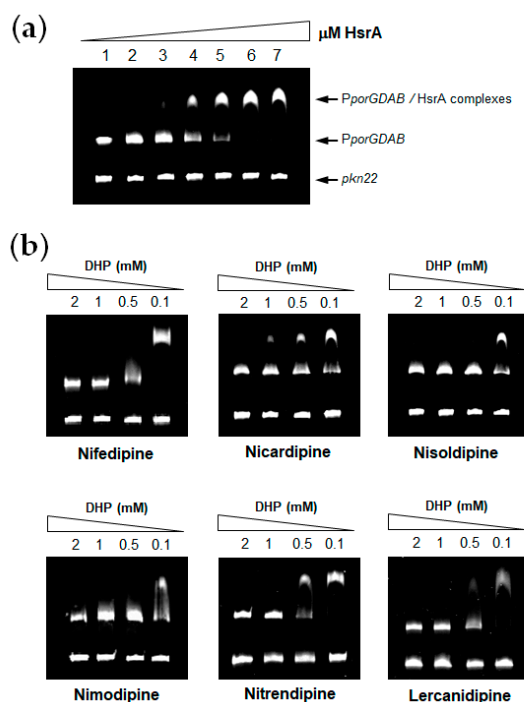 (a)
μM HsrA
1 2 3 4 5 6 7
PporGDAB / HsrA complexes
PporGDAB
pkn22
(b)
DHP (mM) DHP (mM) DHP (mM)
2 1 0.5 0.1 2 1 0.5 0.1 2 1 0.5 0.1
Nifedipine Nicardipine Nisoldipine
DHP (mM) DHP (mM) DHP (mM)
2 1 0.5 0.1 2 1 0.5 0.1 2 1 0.5 0.1
Nimodipine Nitrendipine Lercanidipine